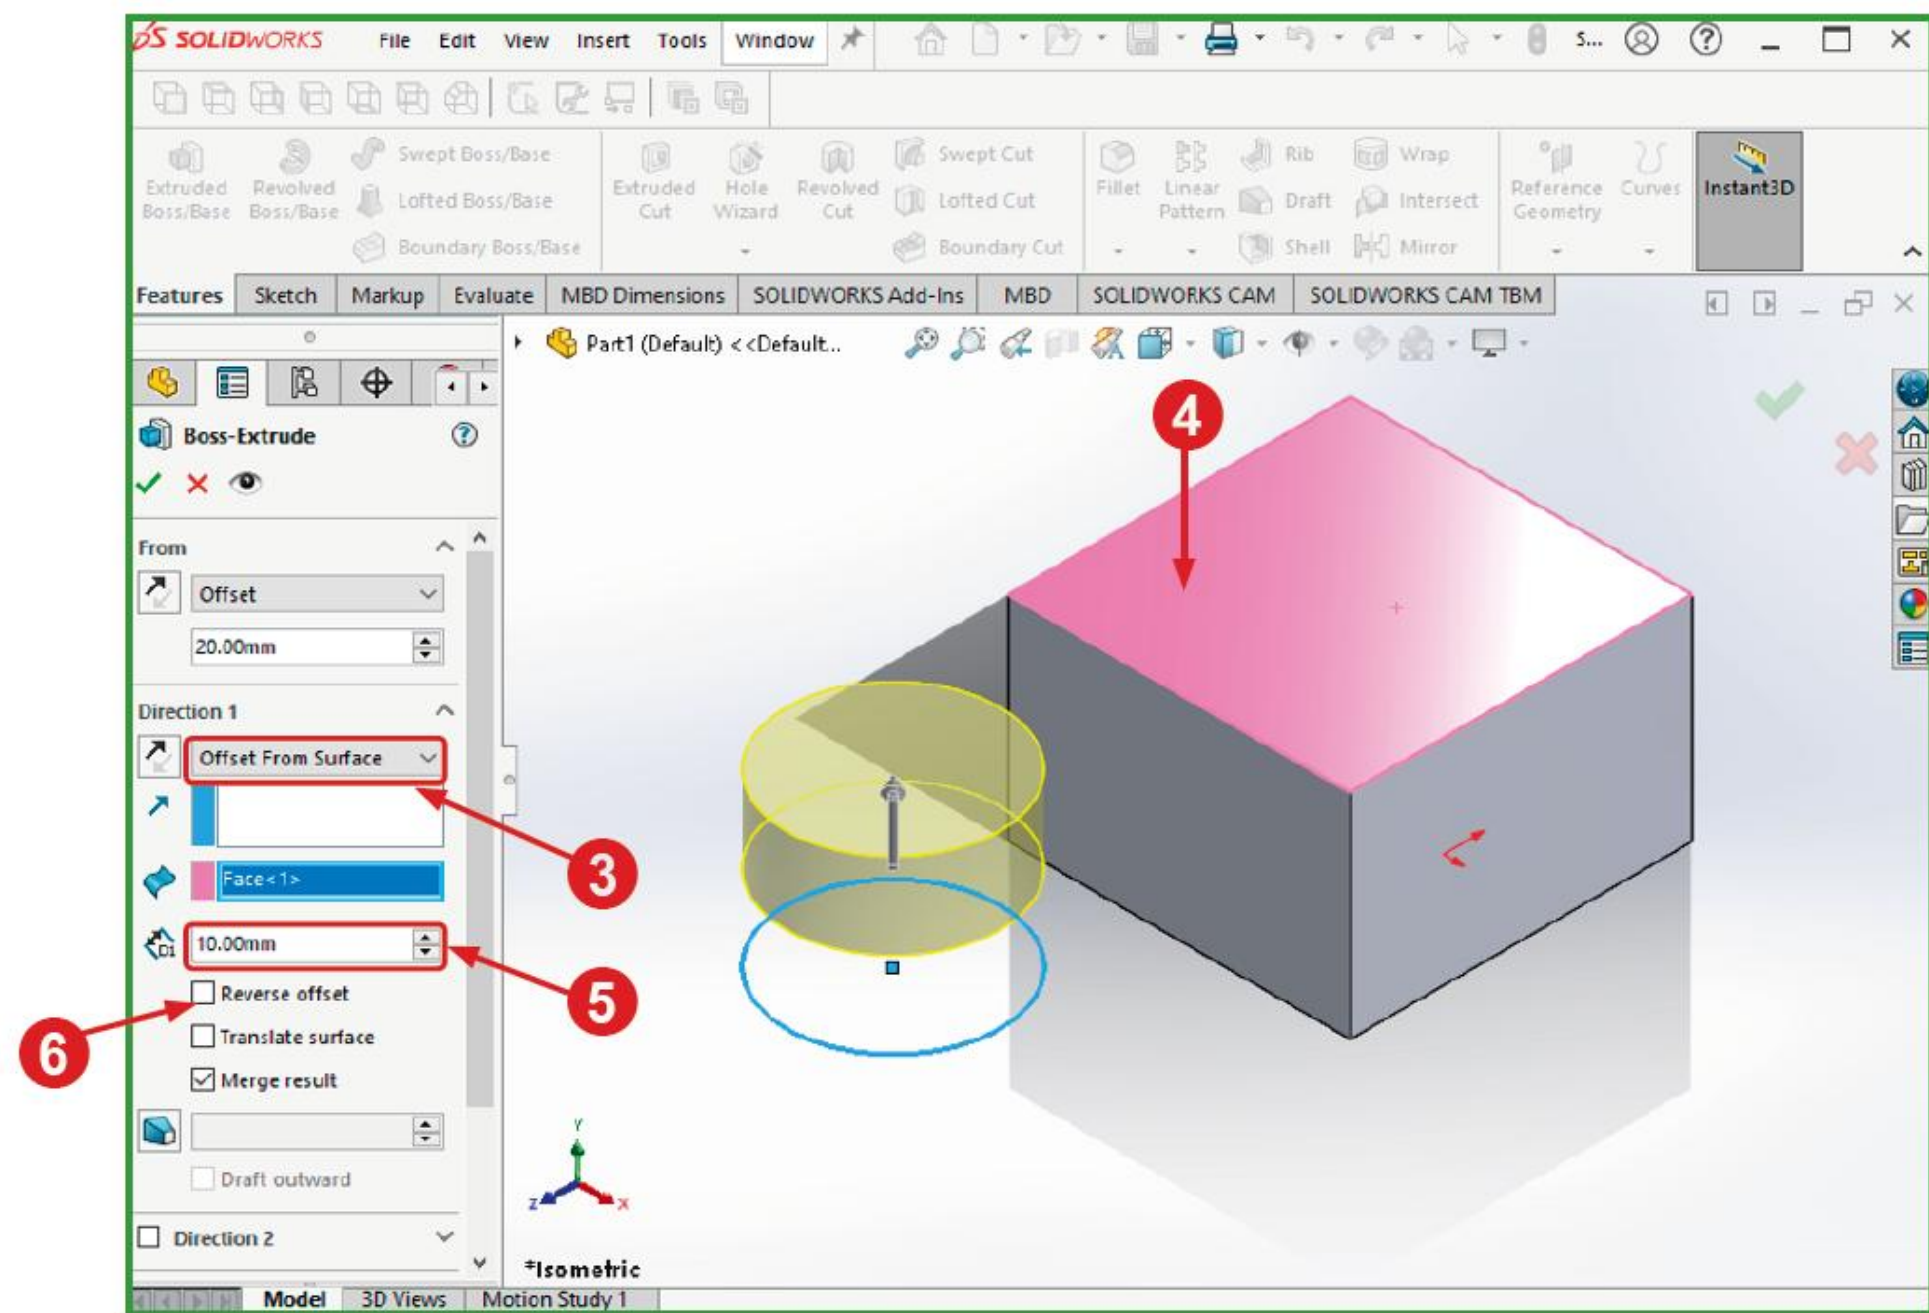 SOLIDWORKS File Edit View Insert Tools Window S...
Extruded Boss/Base
Revolved Boss/Base
Swept Boss/Base
Lofted Boss/Base
Boundary Boss/Base
Extruded Cut
Hole Wizard
Revolved Cut
Swept Cut
Lofted Cut
Boundary Cut
Fillet
Linear Pattern
Rib
Draft
Shell
Wrap
Intersect
Mirror
Reference Geometry
Curves
Instant3D
Features Sketch Markup Evaluate MBD Dimensions SOLIDWORKS Add-Ins MBD SOLIDWORKS CAM SOLIDWORKS CAM TBM
Part1 (Default) <<Default...
Boss-Extrude
From
Offset
20.00mm
Direction 1
Offset From Surface
Face<1>
D1
10.00mm
Reverse offset
Translate surface
Merge result
Draft outward
Direction 2
3
4
5
6
Y
Z
X
*Isometric
Model 3D Views Motion Study 1